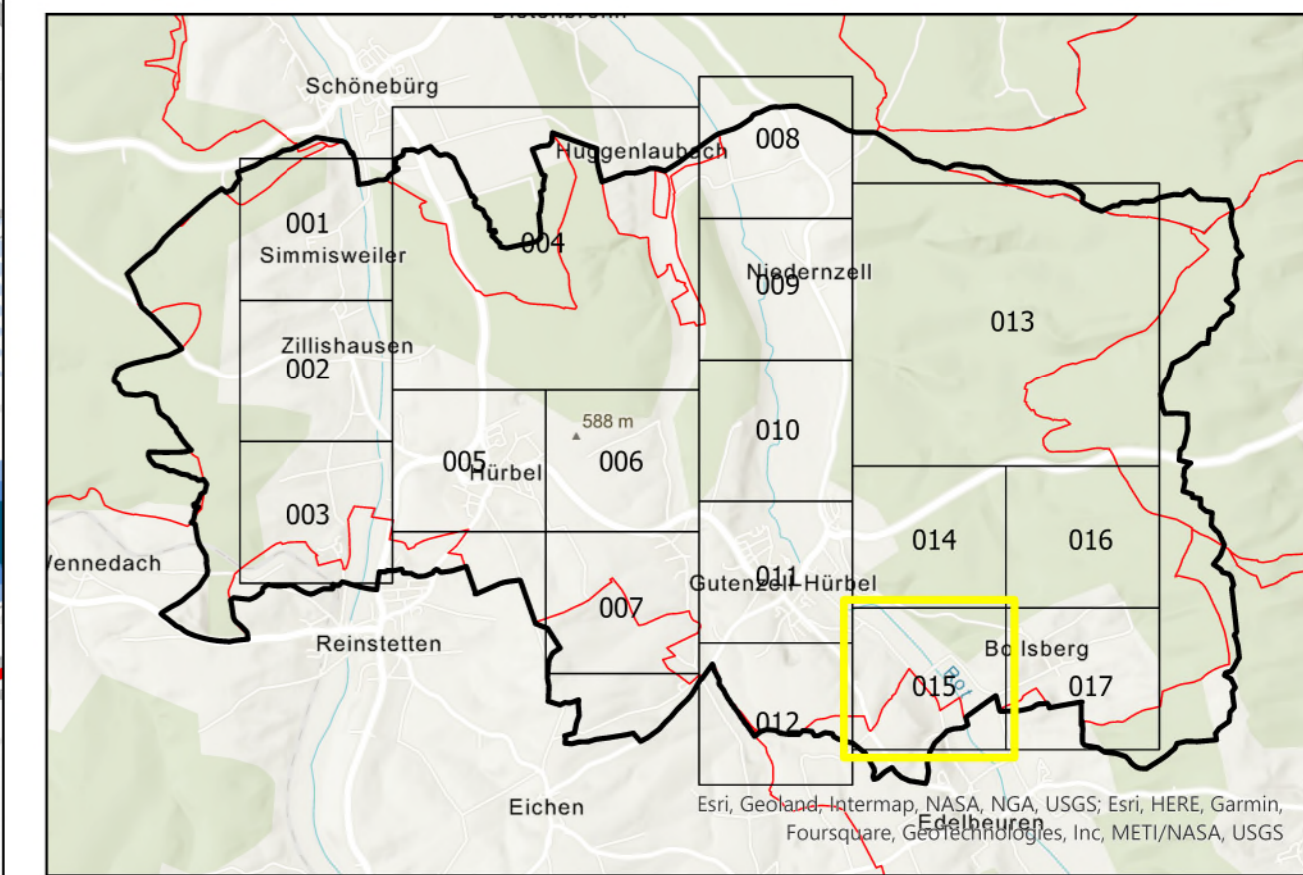 Schönebürg
Huggenlaubach
008
001
Simmisweiler
004
Niedernzell
009
013
Zillishausen
002
588 m
010
005
Hürbel
006
003
014
016
Wennedach
011
Gutenzell-Hürbel
007
Reinstetten
Bollsberg
015
Rot
017
012
Eichen
Esri, Geoland, Intermap, NASA, NGA, USGS; Esri, HERE, Garmin,
Edelbeuren
Foursquare, GeoTechnologies, Inc, METI/NASA, USGS